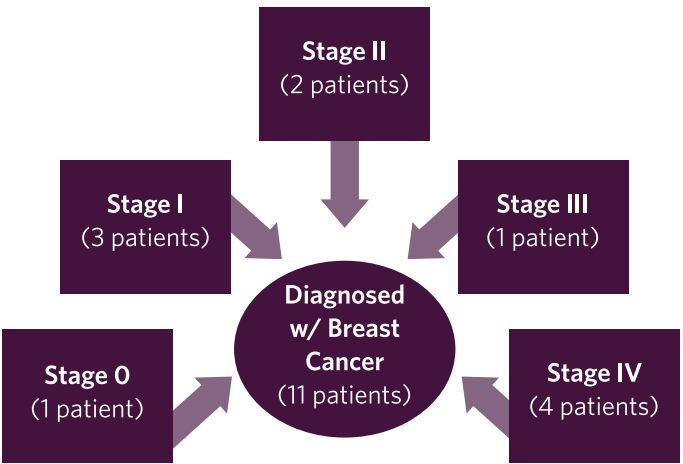 Stage II
(2 patients)
Stage I
(3 patients)
Stage III
(1 patient)
Diagnosed
w/ Breast
Cancer
(11 patients)
Stage 0
(1 patient)
Stage IV
(4 patients)